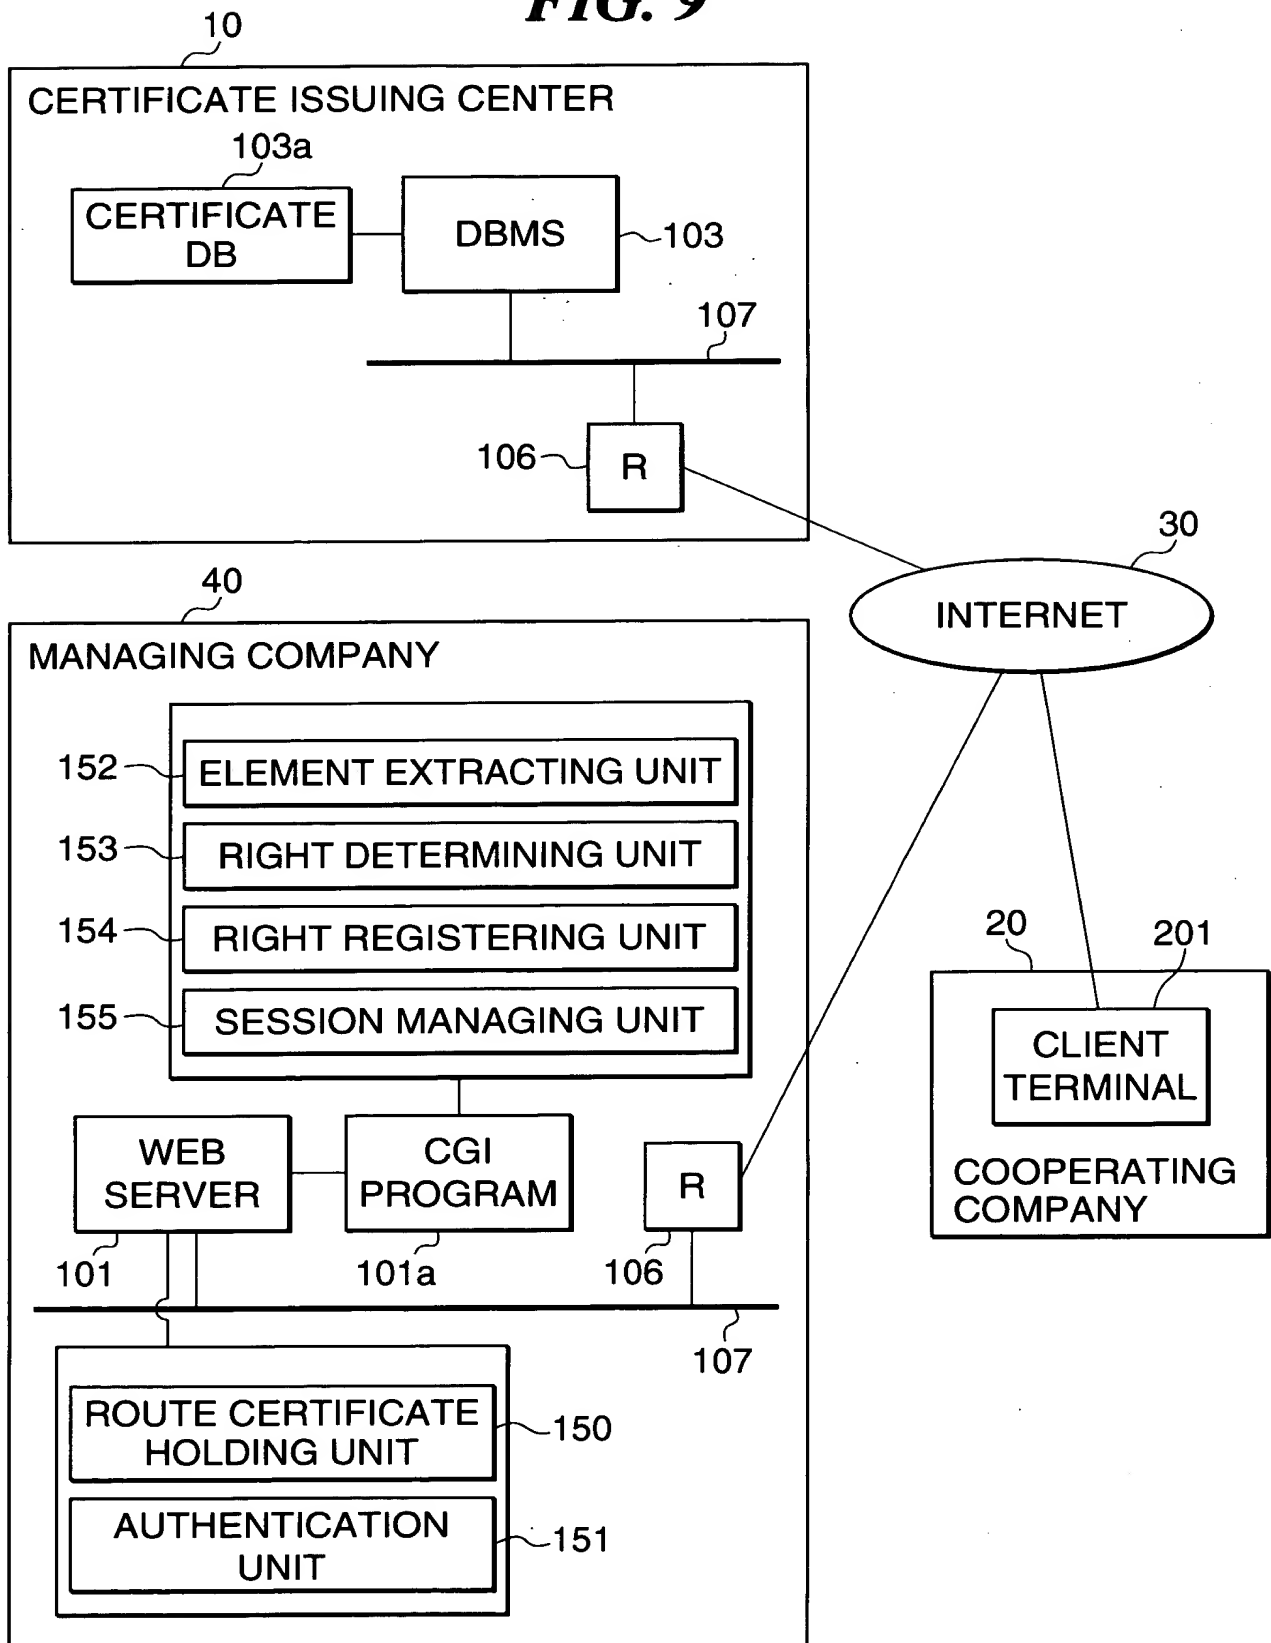 FIG. 9
10
CERTIFICATE ISSUING CENTER
103a
CERTIFICATE
DB
DBMS
103
107
106
R
30
INTERNET
40
MANAGING COMPANY
152
ELEMENT EXTRACTING UNIT
153
RIGHT DETERMINING UNIT
154
RIGHT REGISTERING UNIT
155
SESSION MANAGING UNIT
20
201
CLIENT
TERMINAL
COOPERATING
COMPANY
WEB
SERVER
CGI
PROGRAM
R
101
101a
106
107
ROUTE CERTIFICATE
HOLDING UNIT
150
AUTHENTICATION
UNIT
151